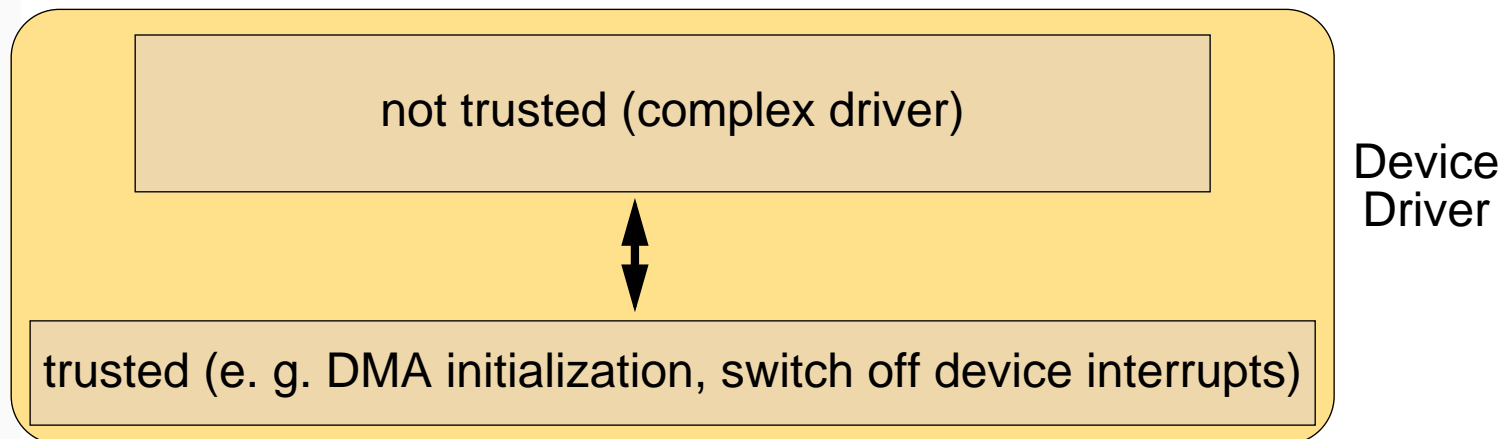 not trusted (complex driver)
Device
Driver
trusted (e. g. DMA initialization, switch off device interrupts)